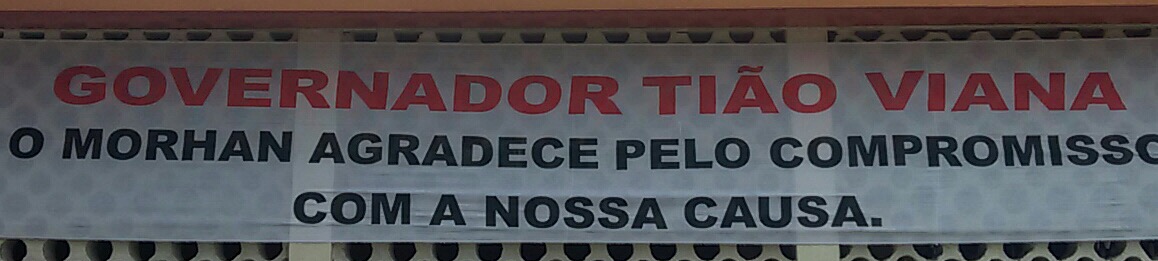 GOVERNADOR TIÃO VIANA
O MORHAN AGRADECE PELO COMPROMISSO
COM A NOSSA CAUSA.